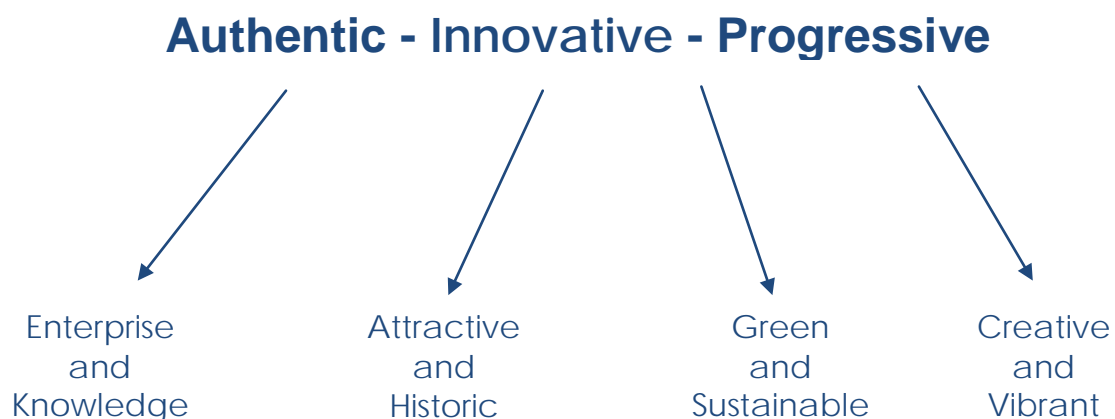 Authentic - Innovative - Progressive
Enterprise
and
Knowledge
Attractive
and
Historic
Green
and
Sustainable
Creative
and
Vibrant